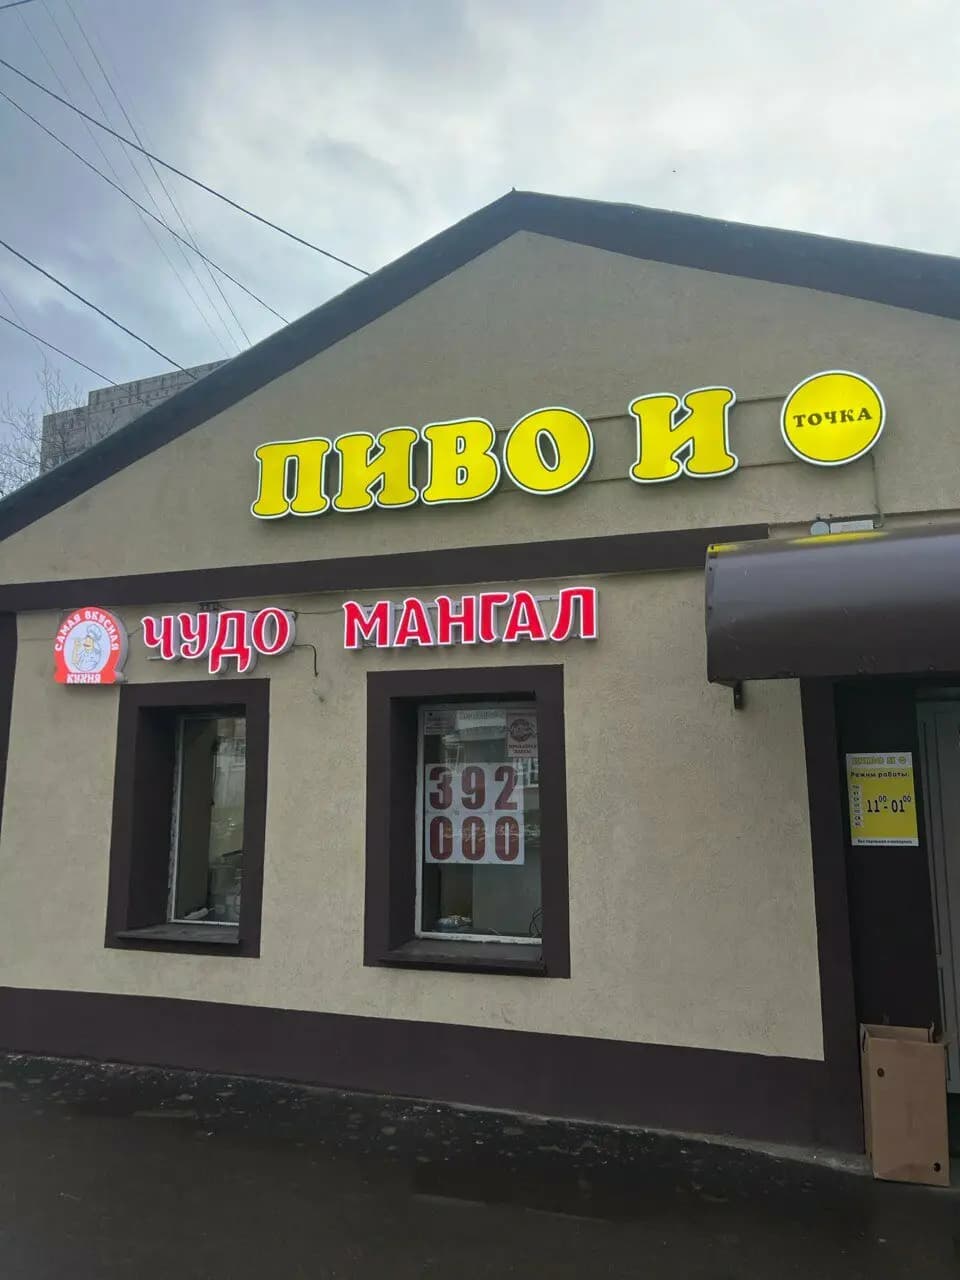 ПИВО И ТОЧКА
САМАЯ ВКУСНАЯ
КУХНЯ
ЧУДО МАНГАЛ
392
000
Режим работы:
11⁰⁰-01⁰⁰